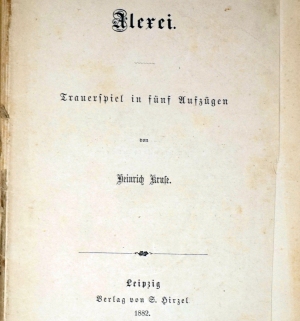 Alexei.
Trauerſpiel in fünf Aufzügen
von
Heinrich Kruſe.
Leipzig
Verlag von S. Hirzel
1882.